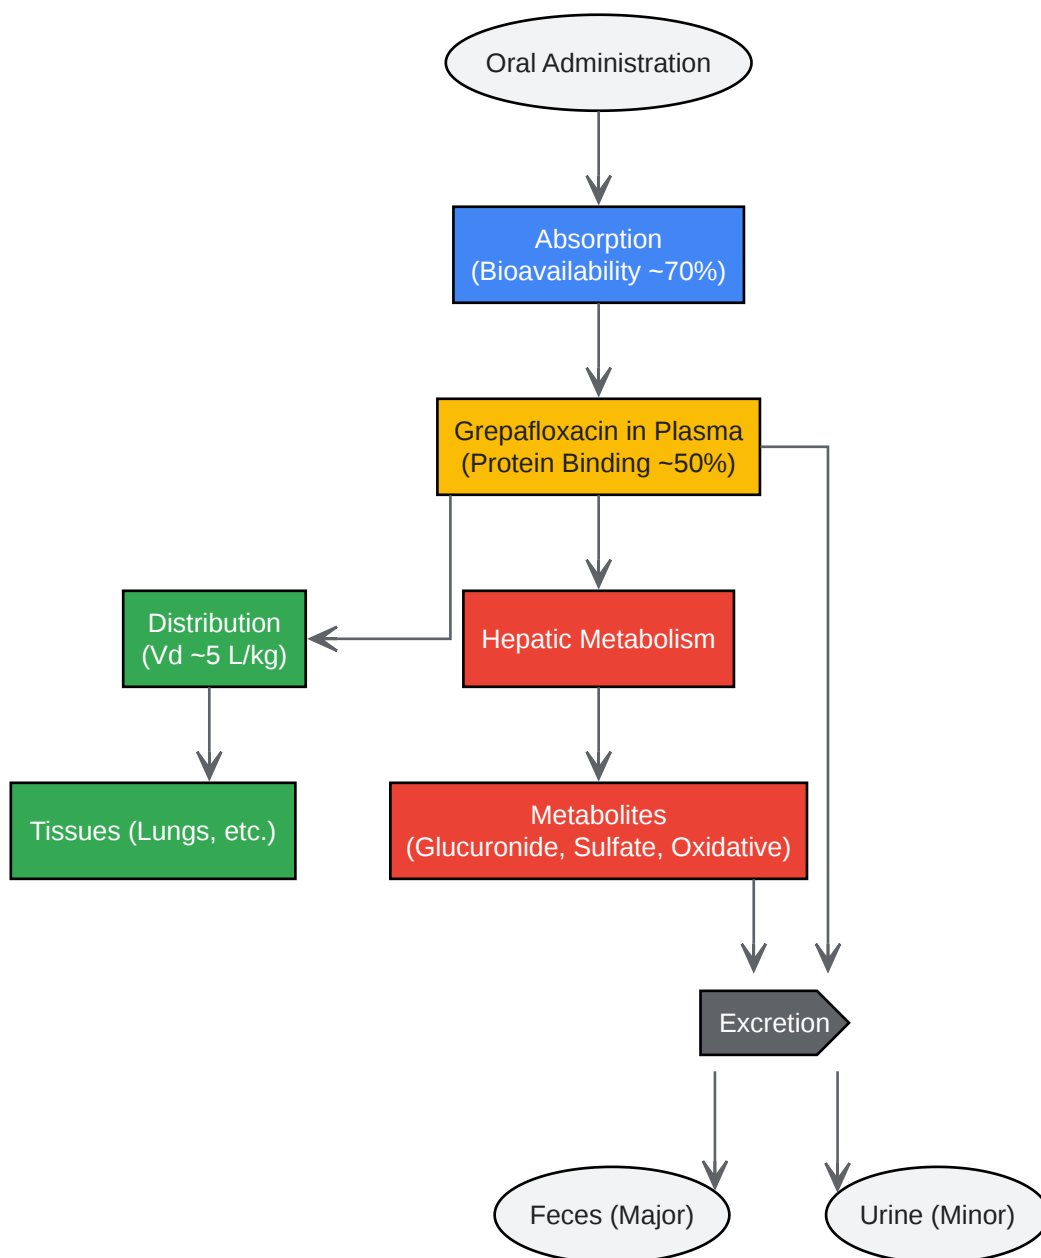 Oral Administration
Absorption
(Bioavailability ~70%)
Grepafloxacin in Plasma
(Protein Binding ~50%)
Distribution
(Vd ~5 L/kg)
Hepatic Metabolism
Tissues (Lungs, etc.)
Metabolites
(Glucuronide, Sulfate, Oxidative)
Excretion
Feces (Major)
Urine (Minor)